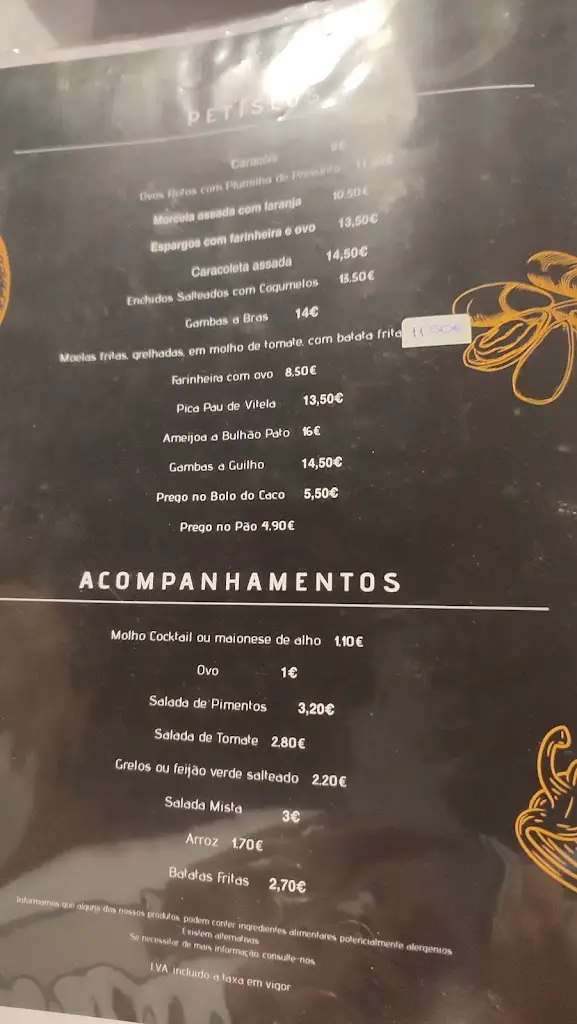 PETISCOS
Caracóis
Ovos Rotos com Plumilha de Presunto
Morcela assada com laranja 10.50€
Espargos com farinheira e ovo 13,50€
Caracoleta assada 14,50€
Enchidos Salteados com Cogumelos 13.50€
Gambas a Bras 14€
Moelas fritas, grelhadas, em molho de tomate, com batata frita 11.50€
Farinheira com ovo 8.50€
Pica Pau de Vitela 13,50€
Ameijoa a Bulhão Pato 16€
Gambas a Guilho 14,50€
Prego no Bolo do Caco 5,50€
Prego no Pão 4,90€
ACOMPANHAMENTOS
Molho Cocktail ou maionese de alho 1.10€
Ovo 1€
Salada de Pimentos 3,20€
Salada de Tomate 2,80€
Grelos ou feijão verde salteado 2.20€
Salada Mista 3€
Arroz 1.70€
Batatas Fritas 2,70€
Informamos que alguns dos nossos produtos, podem conter ingredientes alimentares potencialmente alergenios
Existem alternativas
Se necessitar de mais informação, consulte-nos
IVA incluido a taxa em vigor